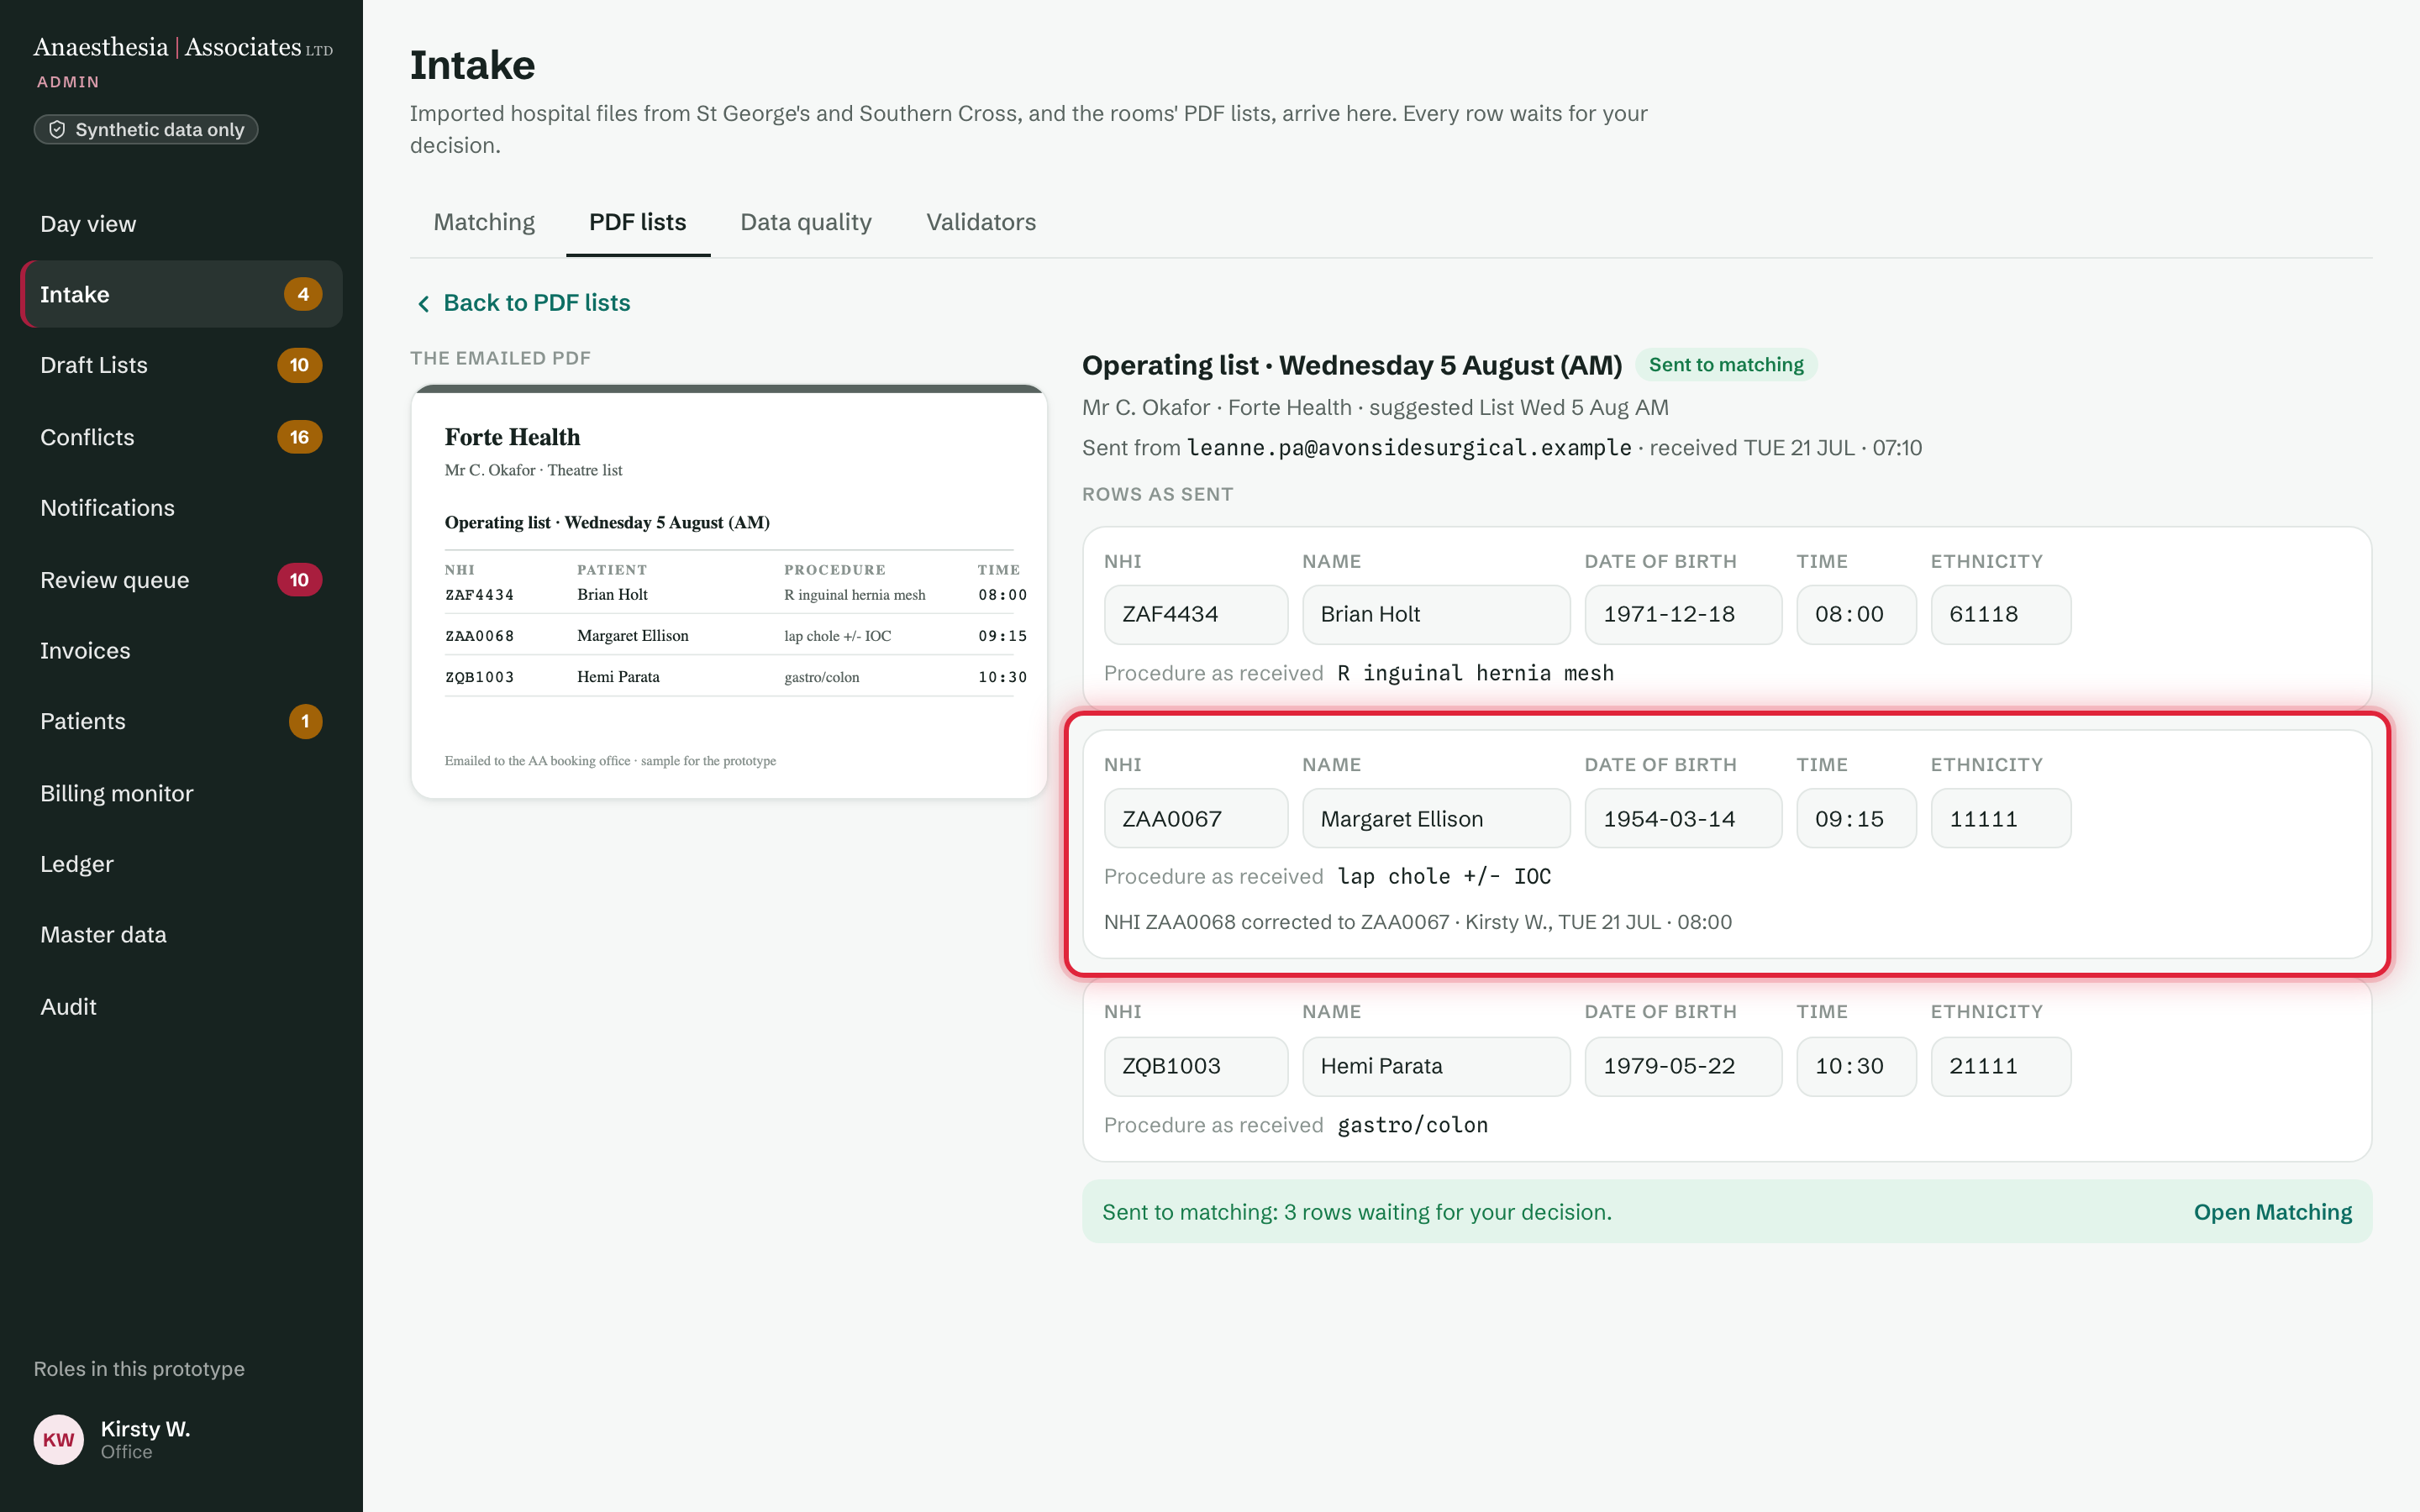 Anaesthesia | Associates LTD
ADMIN
Synthetic data only
Day view
Intake 4
Draft Lists 10
Conflicts 16
Notifications
Review queue 10
Invoices
Patients 1
Billing monitor
Ledger
Master data
Audit
Roles in this prototype
KW
Kirsty W.
Office
Intake
Imported hospital files from St George's and Southern Cross, and the rooms' PDF lists, arrive here. Every row waits for your
decision.
Matching PDF lists Data quality Validators
Back to PDF lists
THE EMAILED PDF
Forte Health
Mr C. Okafor · Theatre list
Operating list · Wednesday 5 August (AM)
NHI PATIENT PROCEDURE TIME
ZAF4434 Brian Holt R inguinal hernia mesh 08:00
ZAA0068 Margaret Ellison lap chole +/- IOC 09:15
ZQB1003 Hemi Parata gastro/colon 10:30
Emailed to the AA booking office · sample for the prototype
Operating list · Wednesday 5 August (AM) Sent to matching
Mr C. Okafor · Forte Health · suggested List Wed 5 Aug AM
Sent from leanne.pa@avonsidesurgical.example · received TUE 21 JUL · 07:10
ROWS AS SENT
NHI NAME DATE OF BIRTH TIME ETHNICITY
ZAF4434 Brian Holt 1971-12-18 08:00 61118
Procedure as received R inguinal hernia mesh
NHI NAME DATE OF BIRTH TIME ETHNICITY
ZAA0067 Margaret Ellison 1954-03-14 09:15 11111
Procedure as received lap chole +/- IOC
NHI ZAA0068 corrected to ZAA0067 · Kirsty W., TUE 21 JUL · 08:00
NHI NAME DATE OF BIRTH TIME ETHNICITY
ZQB1003 Hemi Parata 1979-05-22 10:30 21111
Procedure as received gastro/colon
Sent to matching: 3 rows waiting for your decision. Open Matching